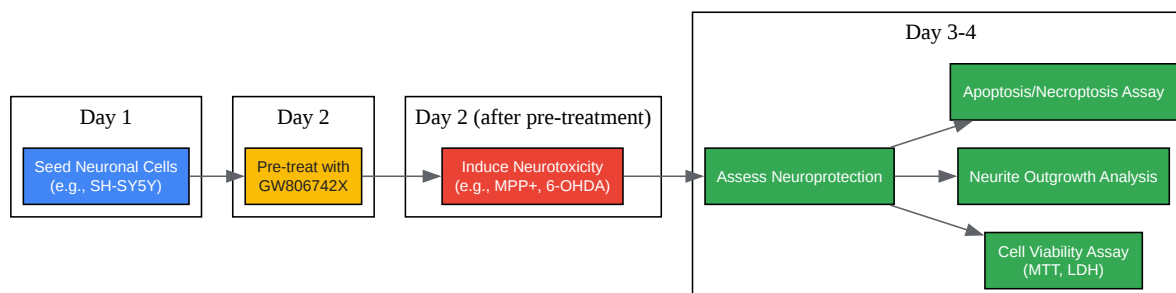 Day 1
Seed Neuronal Cells
(e.g., SH-SY5Y)
Day 2
Pre-treat with
GW806742X
Day 2 (after pre-treatment)
Induce Neurotoxicity
(e.g., MPP+, 6-OHDA)
Day 3-4
Assess Neuroprotection
Apoptosis/Necroptosis Assay
Neurite Outgrowth Analysis
Cell Viability Assay
(MTT, LDH)